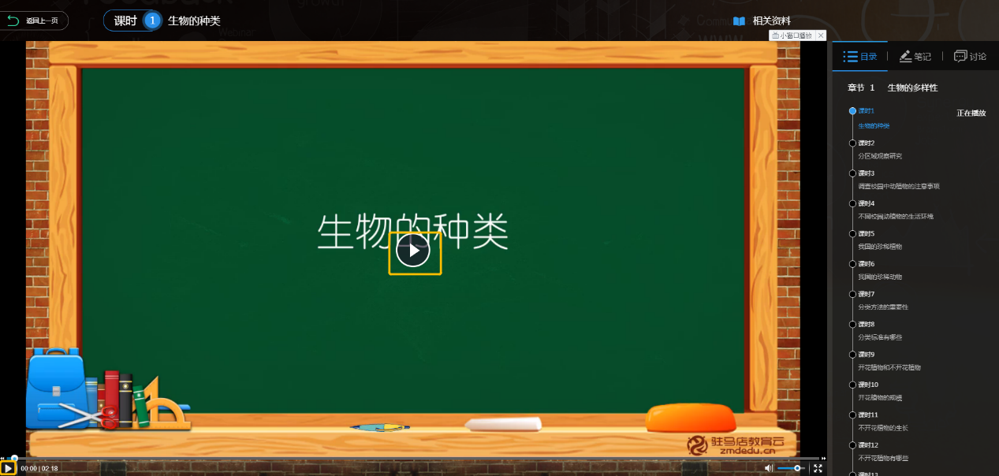 返回上一页
课时 1 生物的种类
相关资料
小窗口播放
生物的种类
驻马店教育云
zmdedu.cn
00:00 | 02:18
目录
笔记
讨论
章节 1 生物的多样性
课时1
正在播放
生物的种类
课时2
分区域观察研究
课时3
调查校园中动植物的注意事项
课时4
不同校园动植物的生活环境
课时5
我国的珍稀植物
课时6
我国的珍稀动物
课时7
分类方法的重要性
课时8
分类标准有哪些
课时9
开花植物和不开花植物
课时10
开花植物的规模
课时11
不开花植物的生长
课时12
不开花植物有哪些
课时13